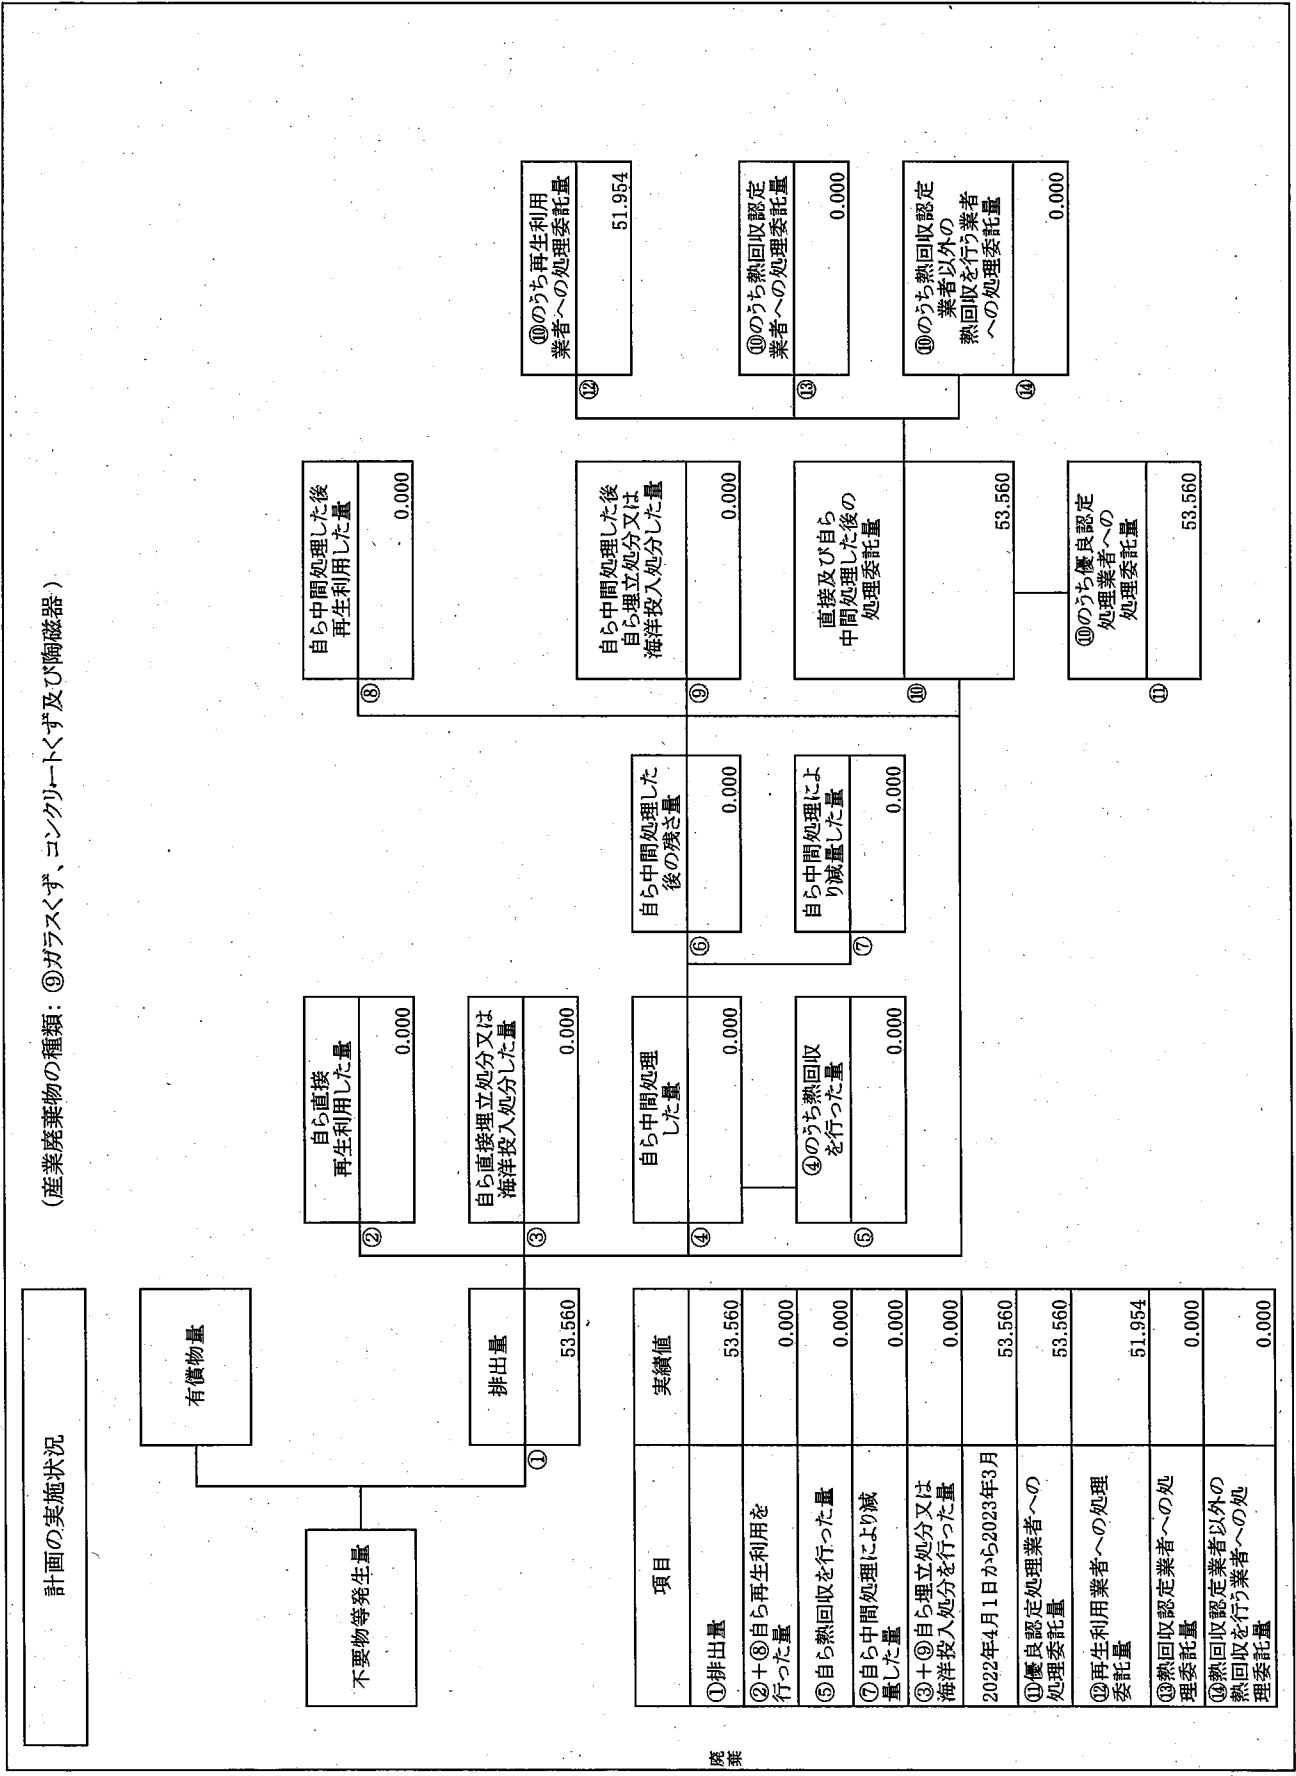 計画の実施状況
（産業廃棄物の種類：⑨ガラスくず、コンクリートくず及び陶磁器）
不要物等発生量
有償物量
①
排出量
53.560
②
自ら直接
再生利用した量
0.000
③
自ら直接埋立処分又は
海洋投入処分した量
0.000
④
自ら中間処理
した量
0.000
⑤
④のうち熱回収
を行った量
0.000
⑥
自ら中間処理した
後の残さ量
0.000
⑦
自ら中間処理によ
り減量した量
0.000
⑧
自ら中間処理した後
再生利用した量
0.000
⑨
自ら中間処理した後
自ら埋立処分又は
海洋投入処分した量
0.000
⑩
直接及び自ら
中間処理した後の
処理委託量
53.560
⑪
⑩のうち優良認定
処理業者への
処理委託量
53.560
⑫
⑩のうち再生利用
業者への処理委託量
51.954
⑬
⑩のうち熱回収認定
業者への処理委託量
0.000
⑭
⑩のうち熱回収認定
業者以外の
熱回収を行う業者
への処理委託量
0.000
項目 実績値
①排出量 53.560
②＋⑧自ら再生利用を
行った量 0.000
⑤自ら熱回収を行った量 0.000
⑦自ら中間処理により減
量した量 0.000
③＋⑨自ら埋立処分又は
海洋投入処分を行った量 0.000
2022年4月1日から2023年3月 53.560
⑪優良認定処理業者への
処理委託量 53.560
⑫再生利用業者への処理
委託量 51.954
⑬熱回収認定業者への処
理委託量 0.000
⑭熱回収認定業者以外の
熱回収を行う業者への処
理委託量 0.000
廃
棄